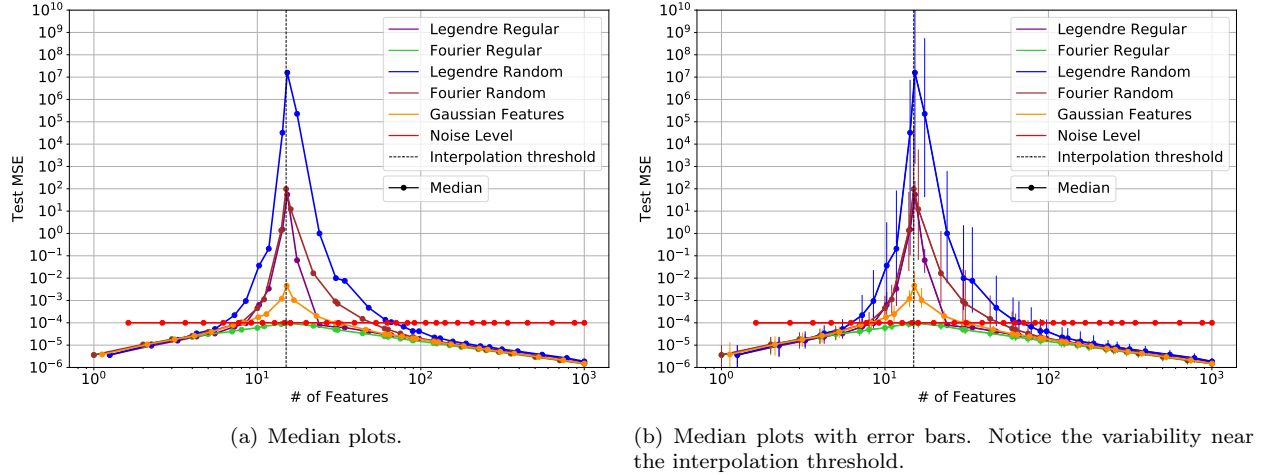 10^10
10^9
10^8
10^7
10^6
10^5
10^4
10^3
10^2
10^1
10^0
10^-1
10^-2
10^-3
10^-4
10^-5
10^-6
Test MSE
Legendre Regular
Fourier Regular
Legendre Random
Fourier Random
Gaussian Features
Noise Level
Interpolation threshold
Median
10^0
10^1
10^2
10^3
# of Features
(a) Median plots.
10^10
10^9
10^8
10^7
10^6
10^5
10^4
10^3
10^2
10^1
10^0
10^-1
10^-2
10^-3
10^-4
10^-5
10^-6
Test MSE
Legendre Regular
Fourier Regular
Legendre Random
Fourier Random
Gaussian Features
Noise Level
Interpolation threshold
Median
10^0
10^1
10^2
10^3
# of Features
(b) Median plots with error bars. Notice the variability near
the interpolation threshold.